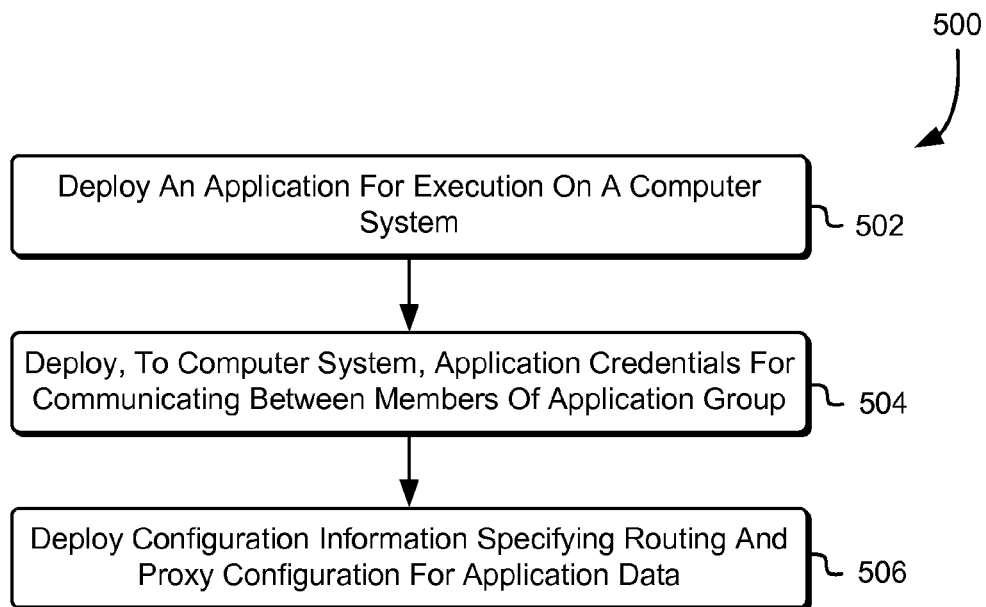 500
Deploy An Application For Execution On A Computer
System
502
Deploy, To Computer System, Application Credentials For
Communicating Between Members Of Application Group
504
Deploy Configuration Information Specifying Routing And
Proxy Configuration For Application Data
506